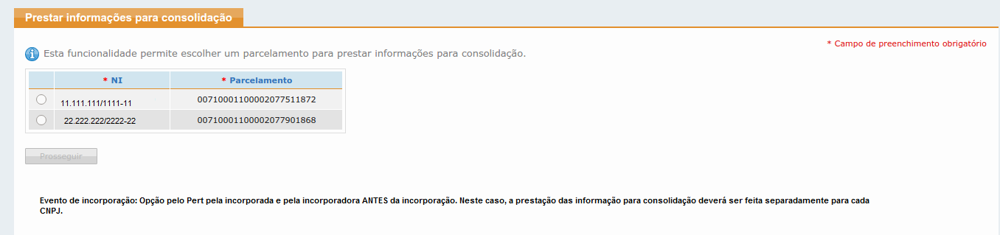 Prestar informações para consolidação
* Campo de preenchimento obrigatório
Esta funcionalidade permite escolher um parcelamento para prestar informações para consolidação.
* NI * Parcelamento
11.111.111/1111-11 00710001100002077511872
22.222.222/2222-22 00710001100002077901868
Prosseguir
Evento de incorporação: Opção pelo Pert pela incorporada e pela incorporadora ANTES da incorporação. Neste caso, a prestação das informação para consolidação deverá ser feita separadamente para cada
CNPJ.